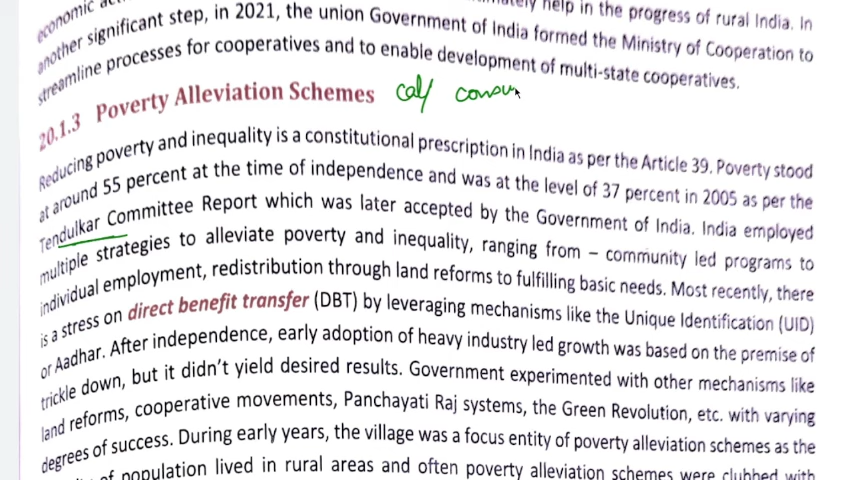 economic
help in the progress of rural India. In
another significant step, in 2021, the union Government of India formed the Ministry of Cooperation to
streamline processes for cooperatives and to enable development of multi-state cooperatives.
20.1.3 Poverty Alleviation Schemes
Reducing poverty and inequality is a constitutional prescription in India as per the Article 39. Poverty stood
at around 55 percent at the time of independence and was at the level of 37 percent in 2005 as per the
Tendulkar Committee Report which was later accepted by the Government of India. India employed
multiple strategies to alleviate poverty and inequality, ranging from – community led programs to
individual employment, redistribution through land reforms to fulfilling basic needs. Most recently, there
is a stress on direct benefit transfer (DBT) by leveraging mechanisms like the Unique Identification (UID)
or Aadhar. After independence, early adoption of heavy industry led growth was based on the premise of
trickle down, but it didn't yield desired results. Government experimented with other mechanisms like
land reforms, cooperative movements, Panchayati Raj systems, the Green Revolution, etc. with varying
degrees of success. During early years, the village was a focus entity of poverty alleviation schemes as the
of population lived in rural areas and often poverty alleviation schemes were clubbed with